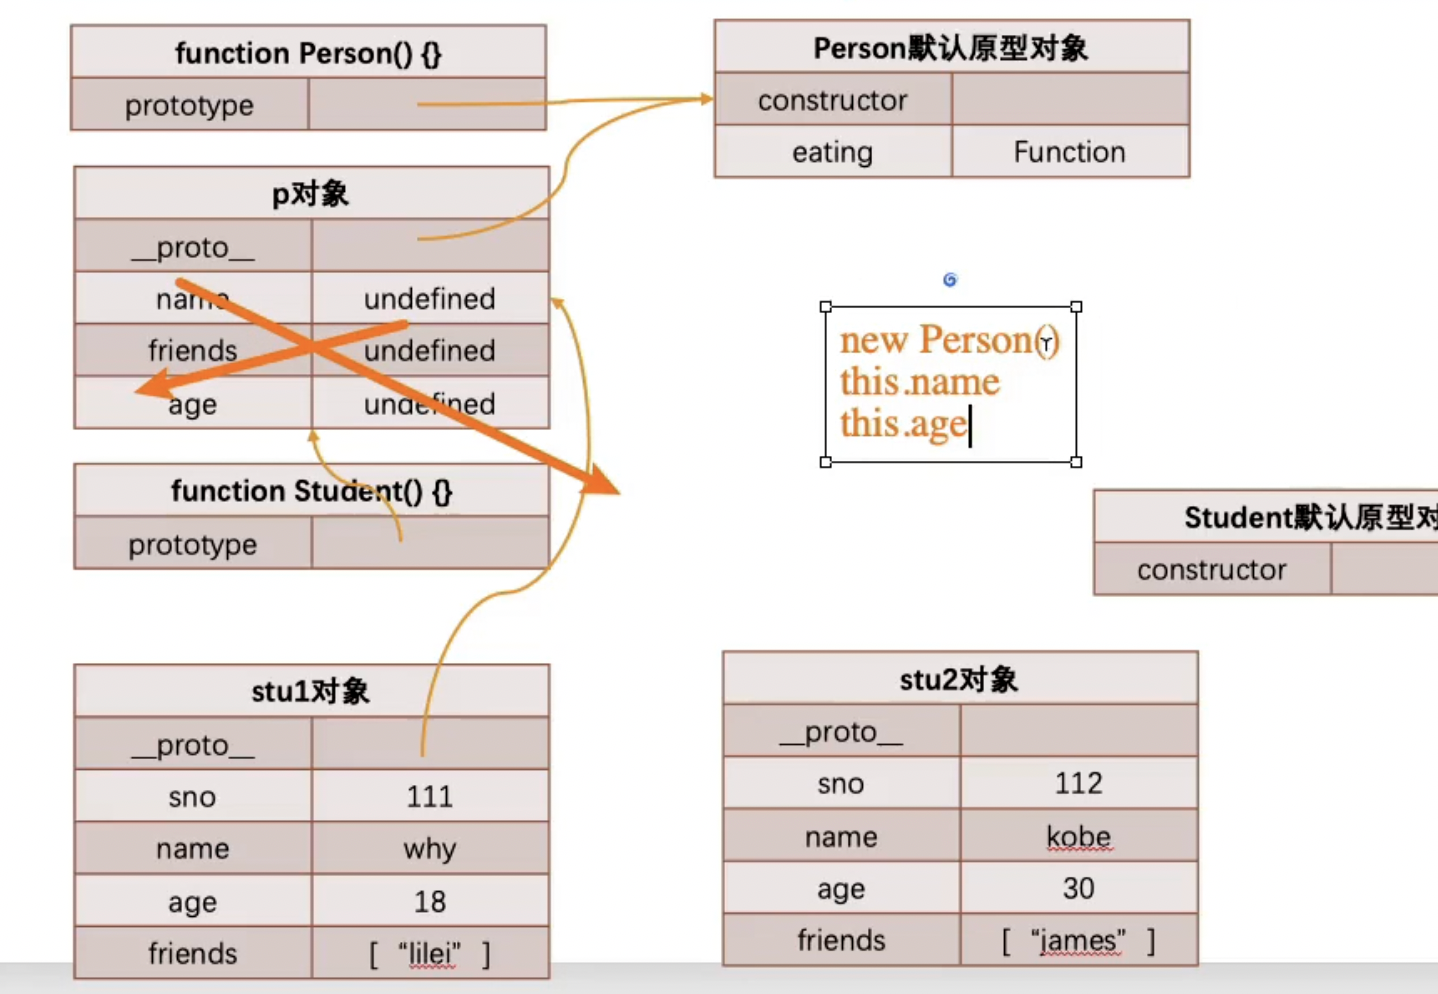 function Person() {}
prototype
Person默认原型对象
constructor
eating Function
p对象
__proto__
name undefined
friends undefined
age undefined
new Person()
this.name
this.age
function Student() {}
prototype
Student默认原型对
constructor
stu1对象
__proto__
sno 111
name why
age 18
friends [ “lilei” ]
stu2对象
__proto__
sno 112
name kobe
age 30
friends [ “james” ]